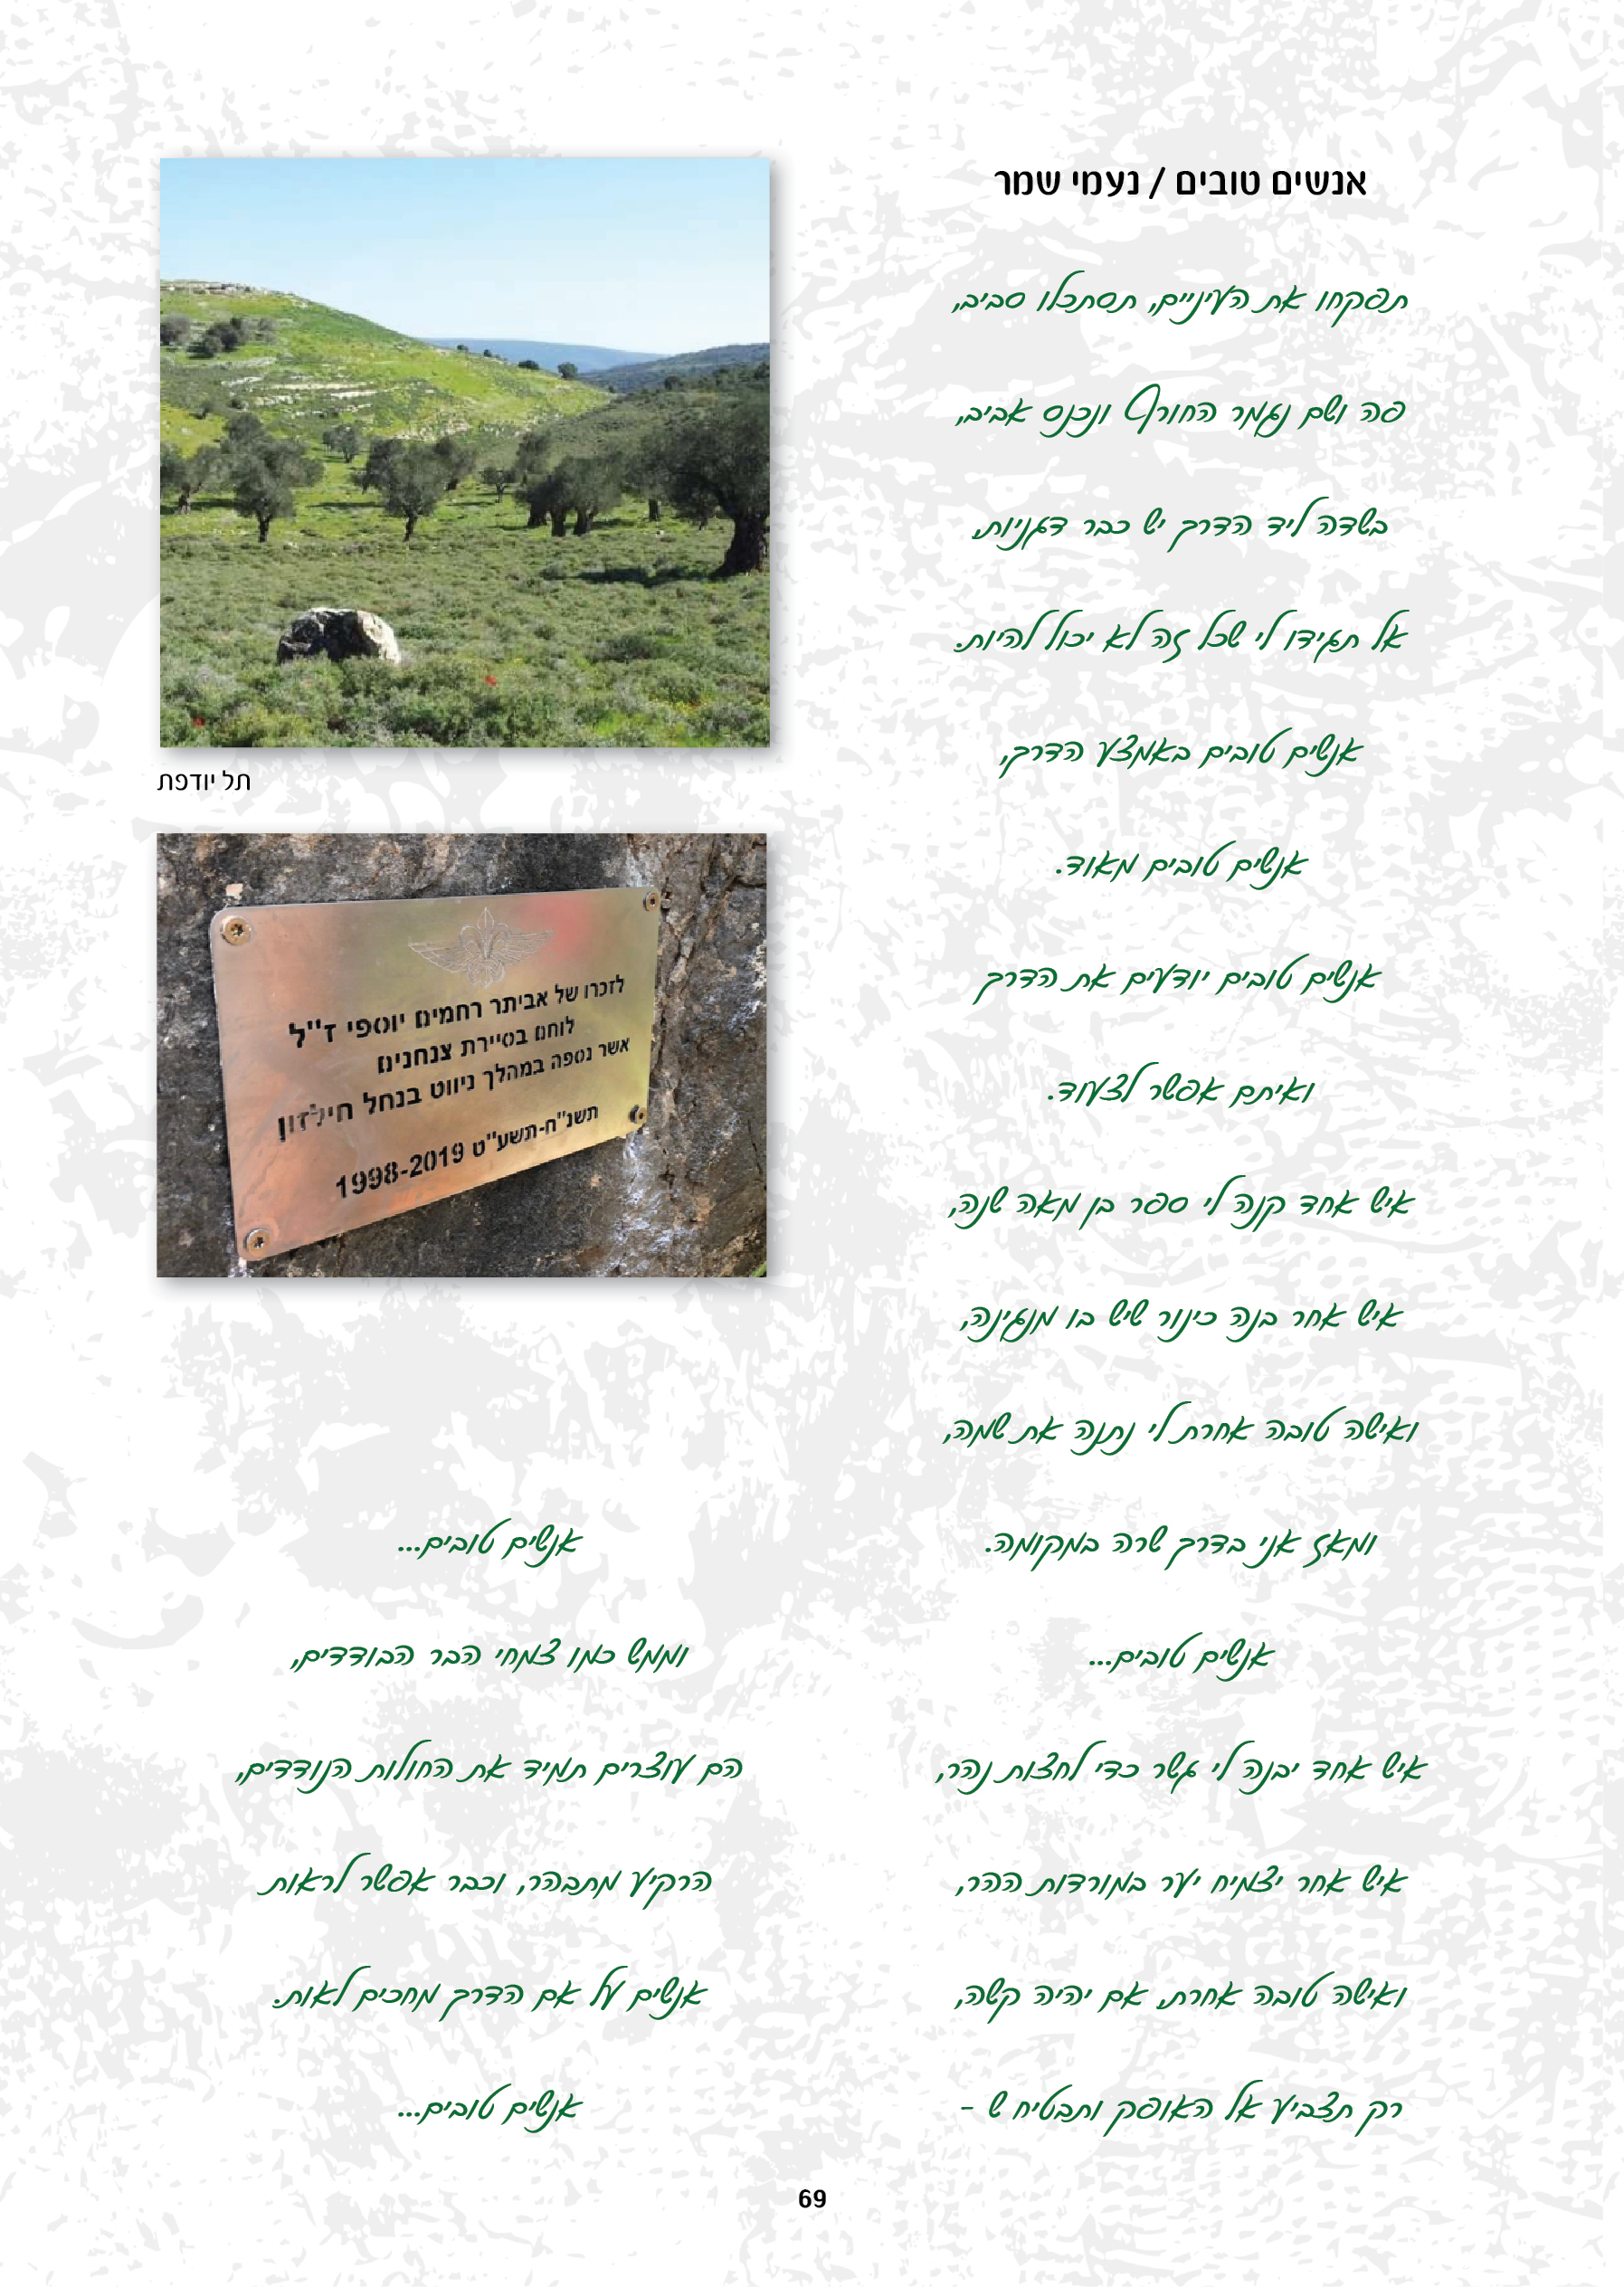 אנשים טובים / נעמי שמר
תפקחו את העיניים, תסתכלו סביב,
פה ושם נגמר החורף ונכנס אביב,
בשדה ליד הדרך יש כבר דגניות,
אל תגידו לי שכל זה לא יכול להיות.
אנשים טובים באמצע הדרך,
אנשים טובים מאוד.
אנשים טובים יודעים את הדרך
ואיתם אפשר לצעוד.
איש אחד קנה לי ספר בן מאה שנה,
איש אחר בנה כינור שיש בו מנגינה,
ואישה טובה אחרת לי נתנה את שמה,
ומאז אני בדרך שרה במקומה.
אנשים טובים...
איש אחד יבנה לי גשר כדי לחצות נהר,
איש אחר יצמיח יער במורדות ההר,
ואישה טובה אחרת, אם יהיה קשה,
רק תצביע אל האופק ותבטיח ש -
תל יודפת
לזכרו של אביתר רחמים יוספי ז"ל
לוחם בסיירת צנחנים
אשר נספה במהלך ניווט בנחל חילזון
תשנ"ח-תשע"ט 1998-2019
אנשים טובים...
וממש כמו צמחי הבר הבודדים,
הם עוצרים תמיד את החולות הנודדים,
הרקיע מתבהר, וכבר אפשר לראות
אנשים על אם הדרך מחכים לאות.
אנשים טובים...
69